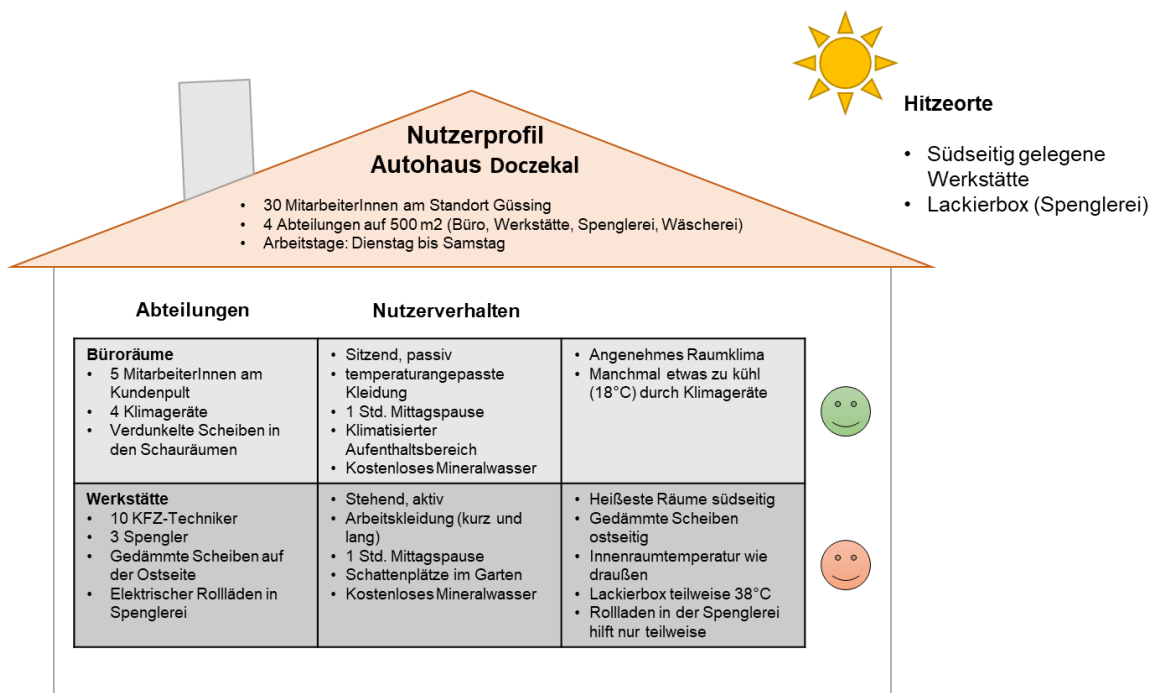 Nutzerprofil
Autohaus Doczekal
• 30 MitarbeiterInnen am Standort Güssing
• 4 Abteilungen auf 500 m2 (Büro, Werkstätte, Spenglerei, Wäscherei)
• Arbeitstage: Dienstag bis Samstag
Hitzeorte
• Südseitig gelegene
Werkstätte
• Lackierbox (Spenglerei)
Abteilungen
Nutzerverhalten
Büroräume
• 5 MitarbeiterInnen am
Kundenpult
• 4 Klimageräte
• Verdunkelte Scheiben in
den Schauräumen
• Sitzend, passiv
• temperaturangepasste
Kleidung
• 1 Std. Mittagspause
• Klimatisierter
Aufenthaltsbereich
• Kostenloses Mineralwasser
• Angenehmes Raumklima
• Manchmal etwas zu kühl
(18°C) durch Klimageräte
Werkstätte
• 10 KFZ-Techniker
• 3 Spengler
• Gedämmte Scheiben auf
der Ostseite
• Elektrischer Rollläden in
Spenglerei
• Stehend, aktiv
• Arbeitskleidung (kurz und
lang)
• 1 Std. Mittagspause
• Schattenplätze im Garten
• Kostenloses Mineralwasser
• Heißeste Räume südseitig
• Gedämmte Scheiben
ostseitig
• Innenraumtemperatur wie
draußen
• Lackierbox teilweise 38°C
• Rollladen in der Spenglerei
hilft nur teilweise